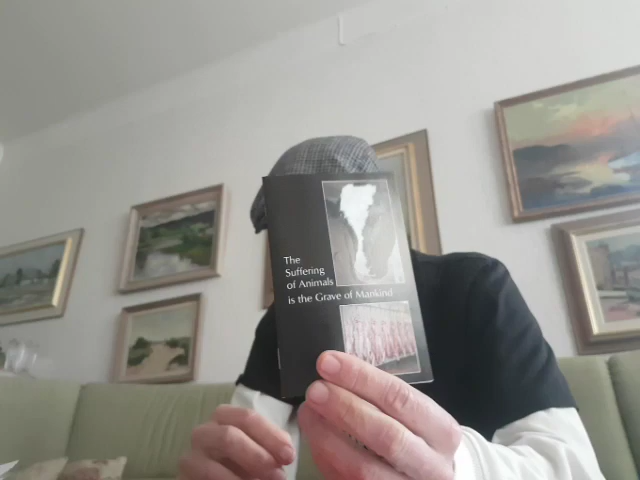 The
Suffering
of Animals
is the Grave of Mankind